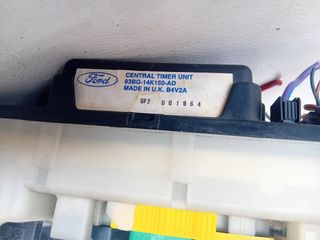 Ford
CENTRAL TIMER UNIT
93BG-14K150-AD
MADE IN U.K. B4V2A
GF3 001964